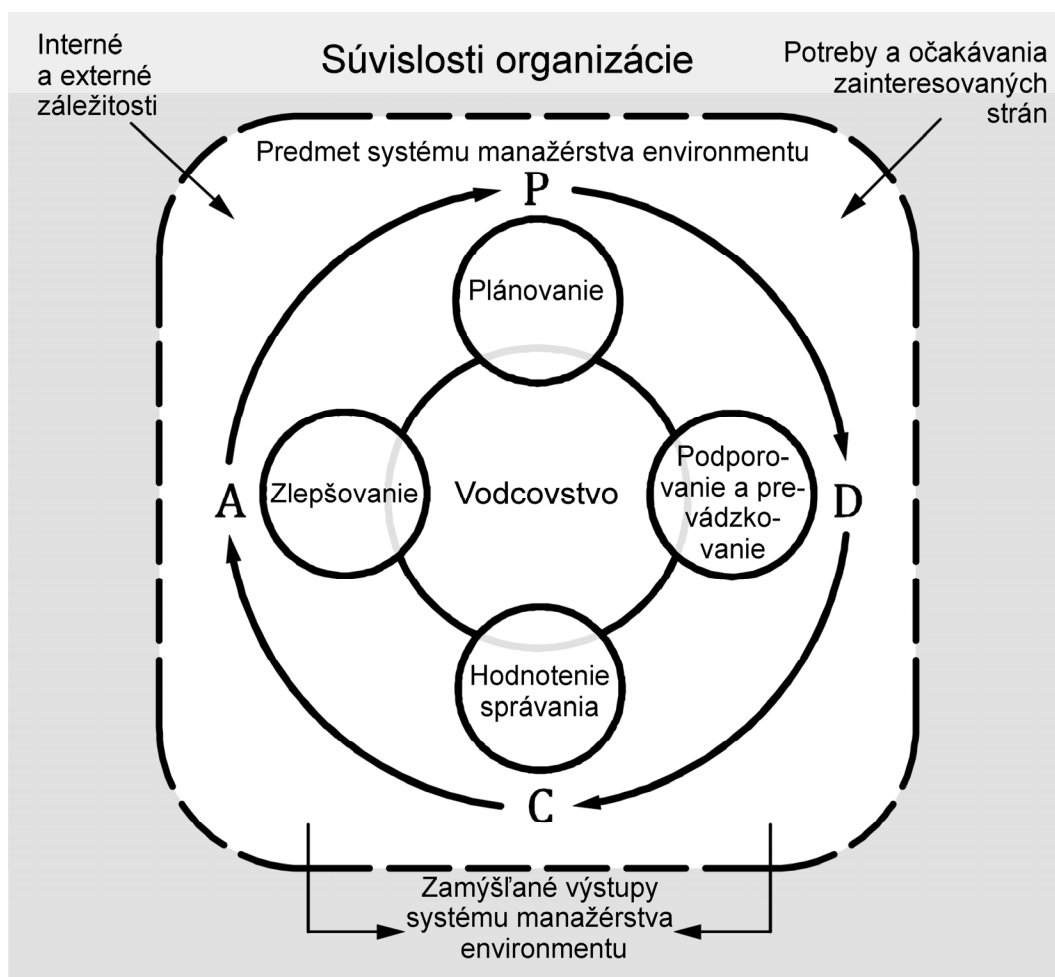 Interné
a externé
záležitosti
Súvislosti organizácie
Potreby a očakávania
zainteresovaných
strán
Predmet systému manažérstva environmentu
P
Plánovanie
A
Zlepšovanie
Vodcovstvo
Podporo-
vanie a pre-
vádzko-
vanie
D
Hodnotenie
správania
C
Zamýšľané výstupy
systému manažérstva
environmentu